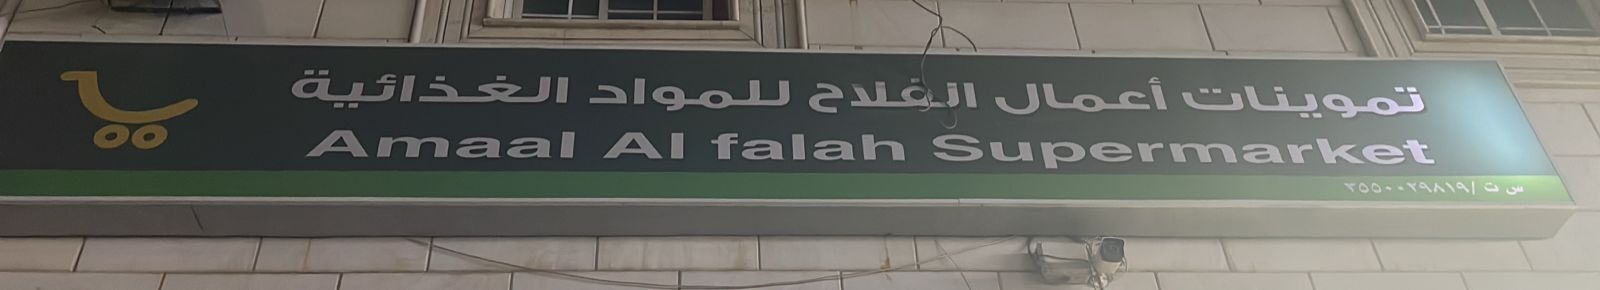 تموينات أعمال الفلاح للمواد الغذائية
Amaal Al falah Supermarket
س ت /٣٥٥٠٠٢٩٨١٩